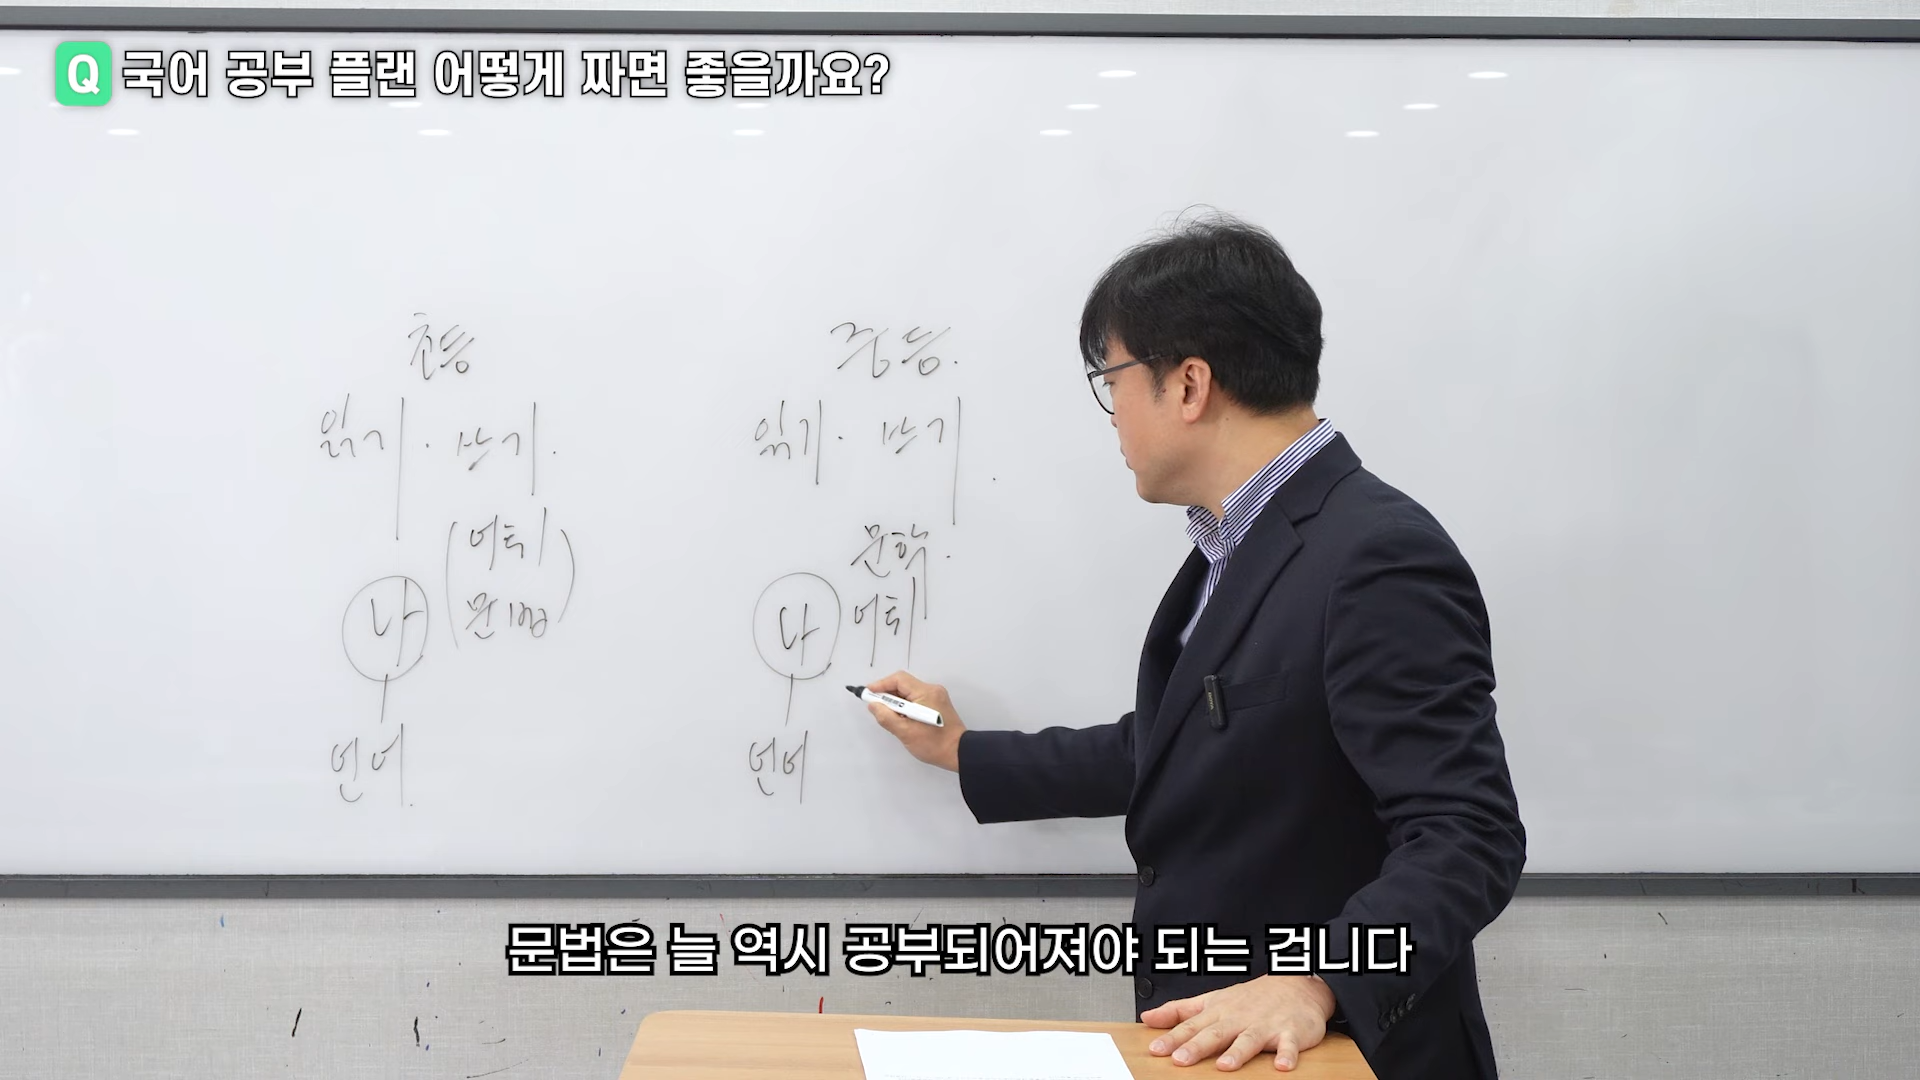 Q 국어 공부 플랜 어떻게 짜면 좋을까요?
초등
읽기 · 쓰기 .
(어휘
문법)
나
언어 .
중등 .
읽기 · 쓰기 .
문학 .
나 어휘
언어
문법은 늘 역시 공부되어져야 되는 겁니다